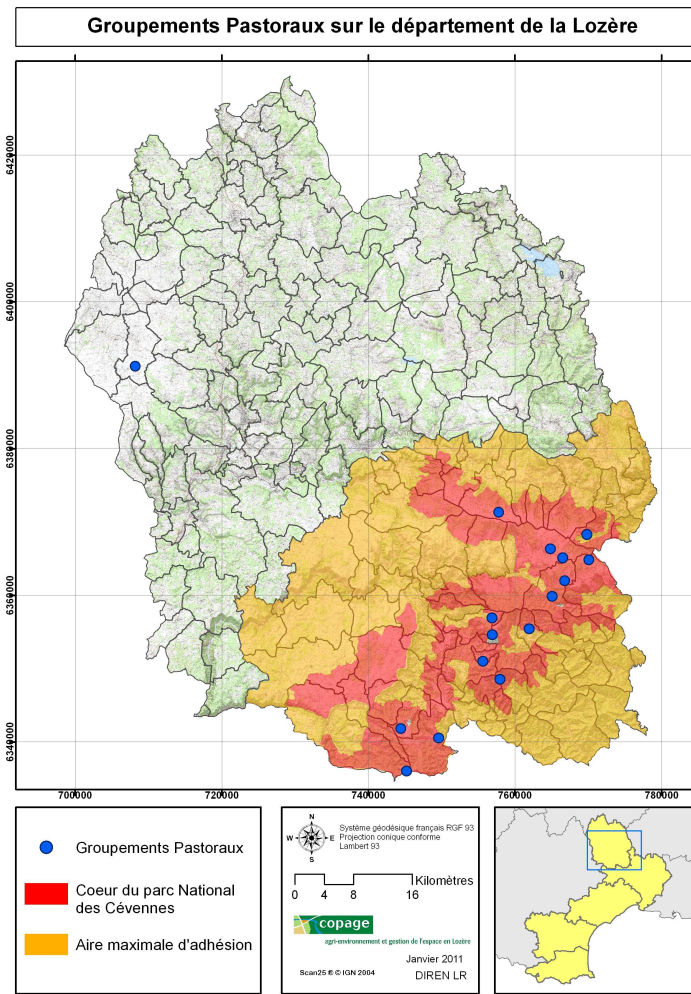 Groupements Pastoraux sur le département de la Lozère
6420000
6400000
6380000
6360000
6340000
700000 720000 740000 760000 780000
Groupements Pastoraux
Coeur du parc National
des Cévennes
Aire maximale d'adhésion
N
W E
S
Système géodésique français RGF 93
Projection conique conforme
Lambert 93
Kilomètres
0 4 8 16
copage
agri-environnement et gestion de l'espace en Lozère
Janvier 2011
Scan25 ® © IGN 2004 DIREN LR